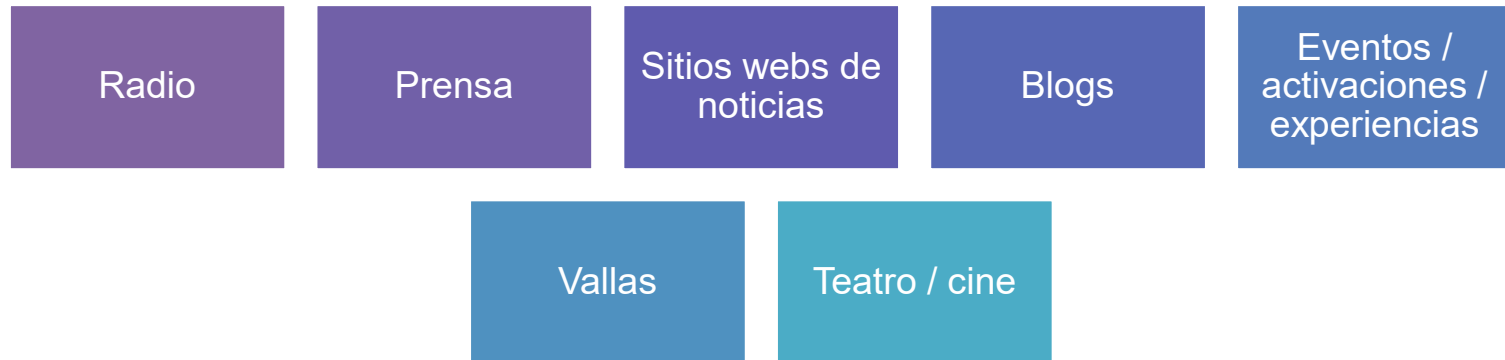 Radio
Prensa
Sitios webs de
noticias
Blogs
Eventos /
activaciones /
experiencias
Vallas
Teatro / cine